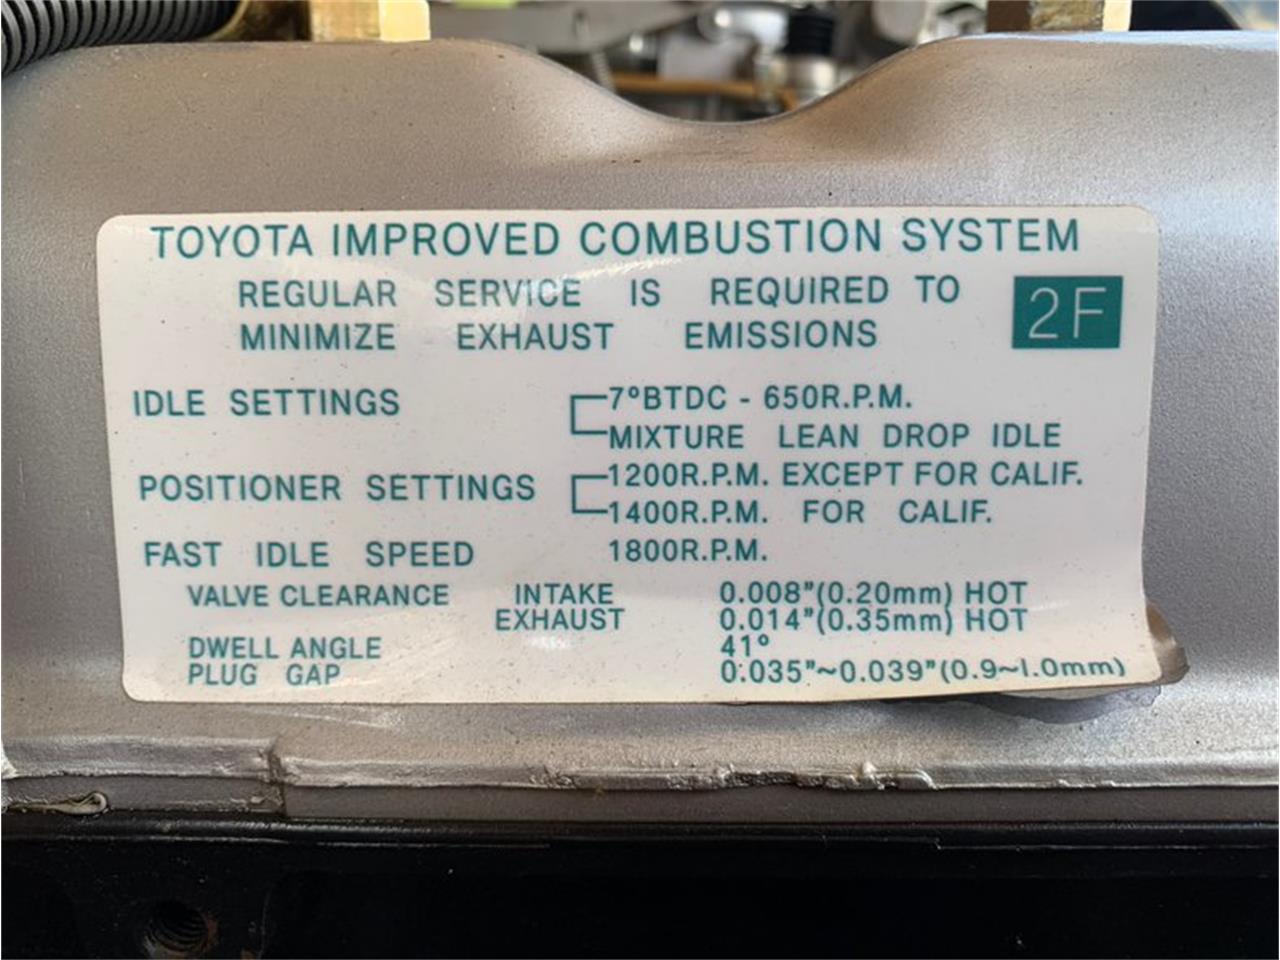 TOYOTA IMPROVED COMBUSTION SYSTEM
REGULAR SERVICE IS REQUIRED TO
MINIMIZE EXHAUST EMISSIONS
2F
IDLE SETTINGS 7°BTDC - 650R.P.M.
MIXTURE LEAN DROP IDLE
POSITIONER SETTINGS 1200R.P.M. EXCEPT FOR CALIF.
1400R.P.M. FOR CALIF.
FAST IDLE SPEED 1800R.P.M.
VALVE CLEARANCE INTAKE 0.008"(0.20mm) HOT
EXHAUST 0.014"(0.35mm) HOT
DWELL ANGLE 41°
PLUG GAP 0.035"~0.039"(0.9~1.0mm)